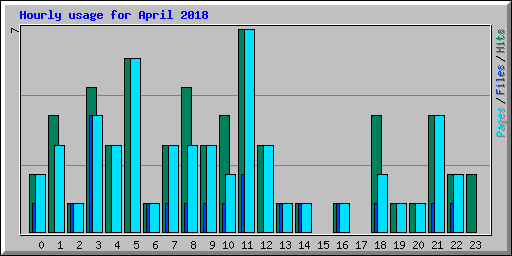 Hourly usage for April 2018
7
Pages / Files / Hits
0 1 2 3 4 5 6 7 8 9 10 11 12 13 14 15 16 17 18 19 20 21 22 23